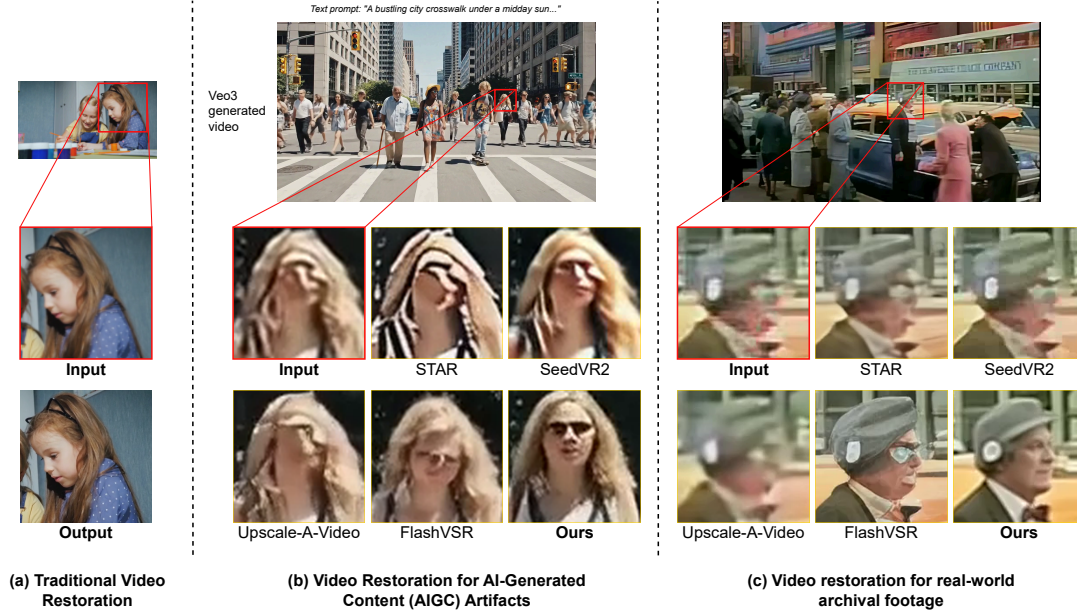 Text prompt: "A bustling city crosswalk under a midday sun..."
Veo3
generated
video
AVENUE COACH COMPANY
Input
Input
STAR
SeedVR2
Input
STAR
SeedVR2
Output
Upscale-A-Video
FlashVSR
Ours
Upscale-A-Video
FlashVSR
Ours
(a) Traditional Video
Restoration
(b) Video Restoration for AI-Generated
Content (AIGC) Artifacts
(c) Video restoration for real-world
archival footage